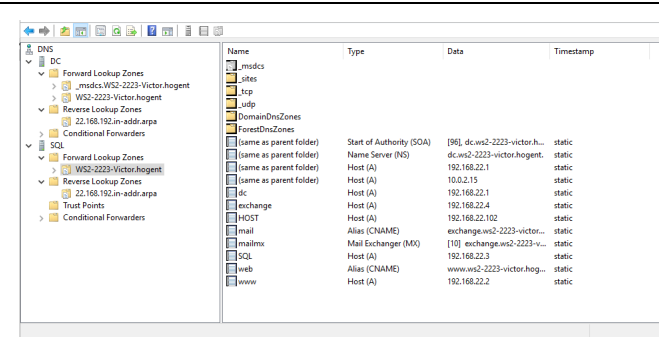 DNS
DC
Forward Lookup Zones
_msdcs.WS2-2223-Victor.hogent
WS2-2223-Victor.hogent
Reverse Lookup Zones
22.168.192.in-addr.arpa
Conditional Forwarders
SQL
Forward Lookup Zones
WS2-2223-Victor.hogent
Reverse Lookup Zones
22.168.192.in-addr.arpa
Trust Points
Conditional Forwarders
Name Type Data Timestamp
_msdcs
_sites
_tcp
_udp
DomainDnsZones
ForestDnsZones
(same as parent folder) Start of Authority (SOA) [96], dc.ws2-2223-victor.h... static
(same as parent folder) Name Server (NS) dc.ws2-2223-victor.hogent. static
(same as parent folder) Host (A) 192.168.22.1 static
(same as parent folder) Host (A) 10.0.2.15 static
dc Host (A) 192.168.22.1 static
exchange Host (A) 192.168.22.4 static
HOST Host (A) 192.168.22.102 static
mail Alias (CNAME) exchange.ws2-2223-victor... static
mailmx Mail Exchanger (MX) [10] exchange.ws2-2223-v... static
SQL Host (A) 192.168.22.3 static
web Alias (CNAME) www.ws2-2223-victor.hog... static
www Host (A) 192.168.22.2 static